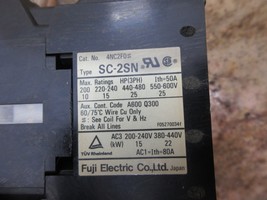 Cat. No. 4NC2F0S
Type SC-2SN
Max. Ratings HP(3PH) Ith=50A
200 220-240 440-480 550-600V
10 15 25 25
Aux. Cont. Code A600 Q300
60/75℃ Wire Cu Only
: See Coil for V & Hz
Break All Lines
AC3 200-240V 380-440V
(kW) 15 22
AC1-Ith=80A
TÜV Rheinland
Fuji Electric Co.,Ltd. Japan